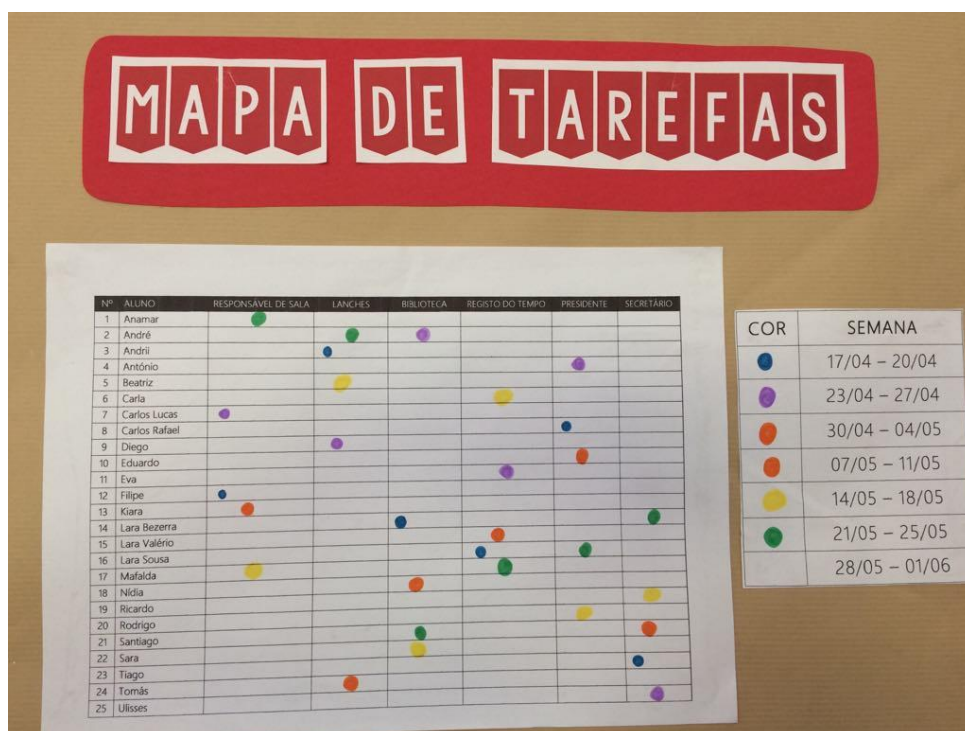 MAPA DE TAREFAS
Nº ALUNO RESPONSÁVEL DE SALA LANCHES BIBLIOTECA REGISTO DO TEMPO PRESIDENTE SECRETÁRIO
1 Anamar
2 André
3 Andrii
4 António
5 Beatriz
6 Carla
7 Carlos Lucas
8 Carlos Rafael
9 Diego
10 Eduardo
11 Eva
12 Filipe
13 Kiara
14 Lara Bezerra
15 Lara Valério
16 Lara Sousa
17 Mafalda
18 Nídia
19 Ricardo
20 Rodrigo
21 Santiago
22 Sara
23 Tiago
24 Tomás
25 Ulisses
COR SEMANA
17/04 – 20/04
23/04 – 27/04
30/04 – 04/05
07/05 – 11/05
14/05 – 18/05
21/05 – 25/05
28/05 – 01/06